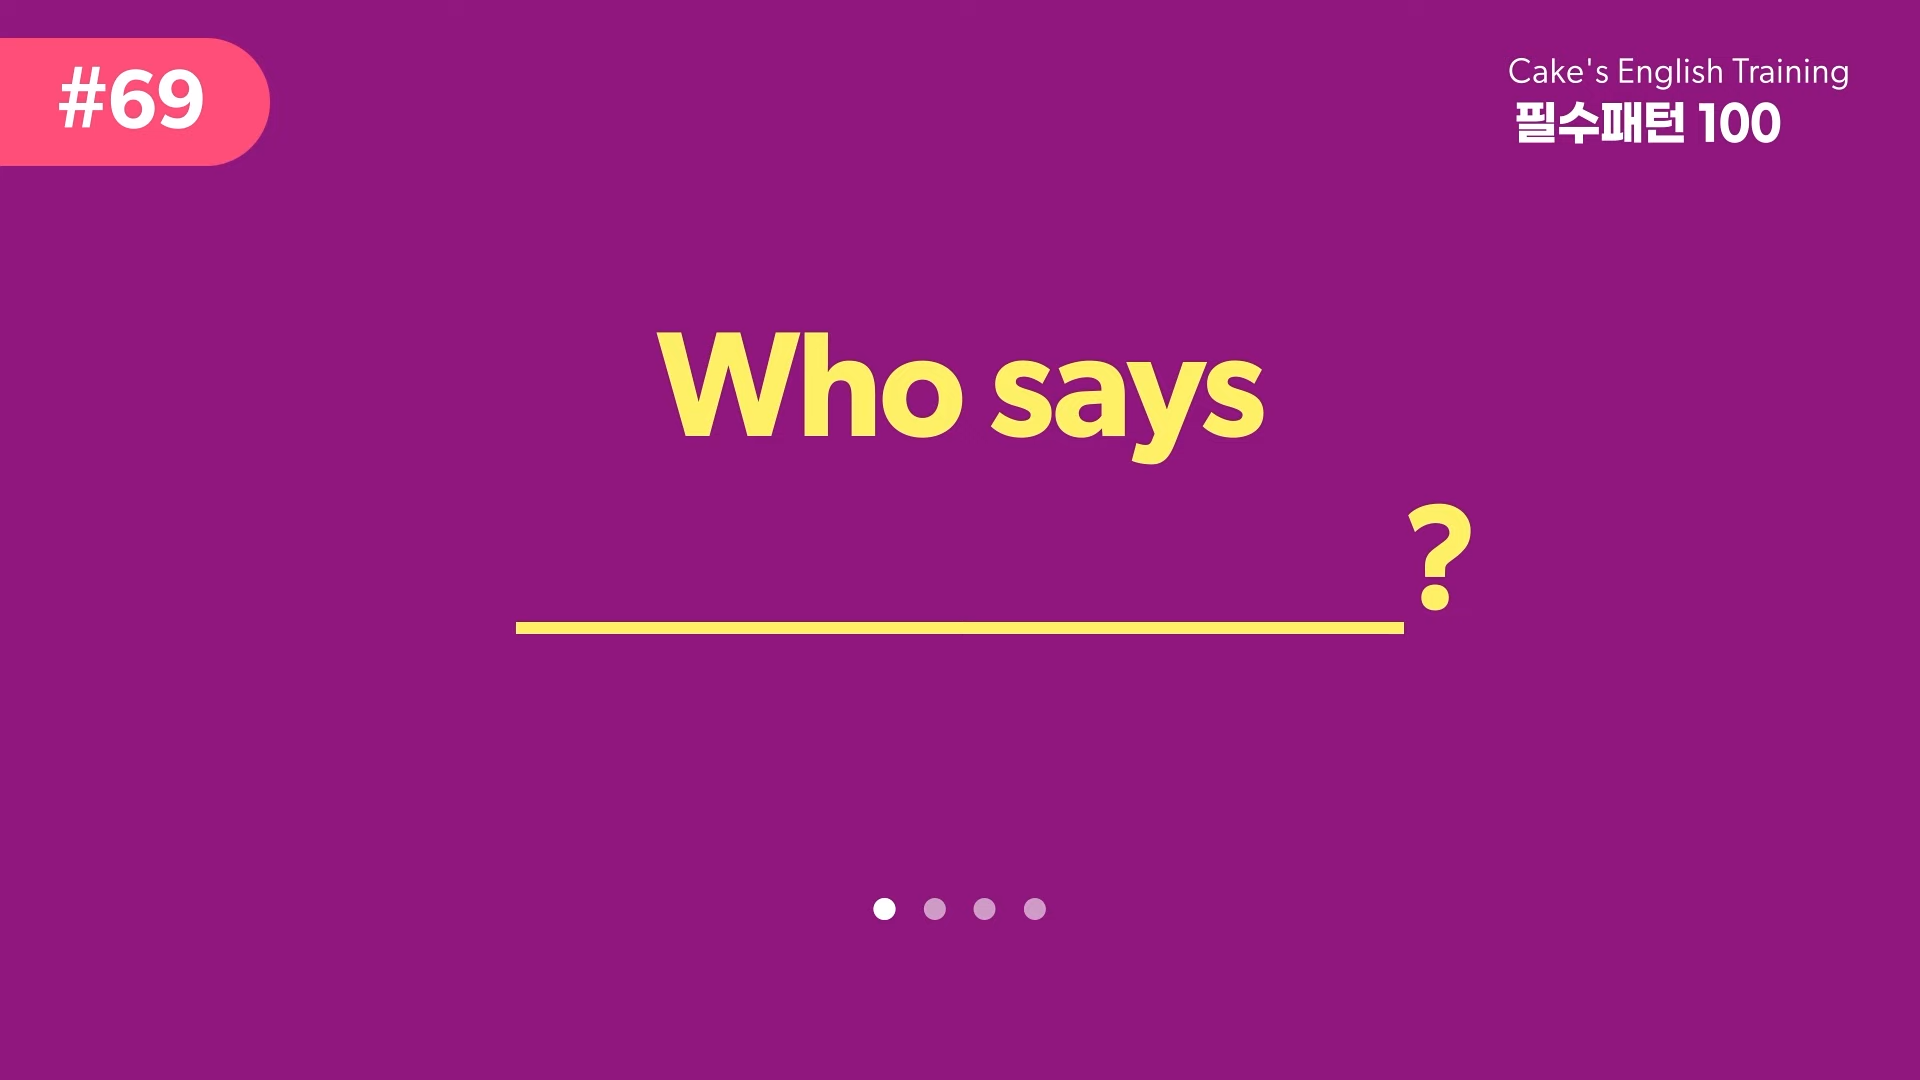 #69
Cake's English Training
필수패턴 100
Who says
?